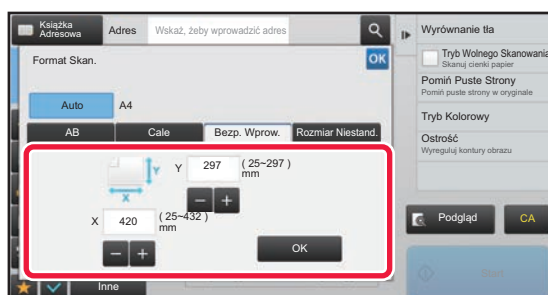 Książka
Adresowa
Adres
Wskaż, żeby wprowadzić adres
Format Skan.
OK
Auto
A4
AB
Cale
Bezp. Wprow.
Rozmiar Niestand.
Y
Y
297
( 25~297 )
mm
X
X
420
( 25~432 )
mm
OK
Inne
Wyrównanie tła
Tryb Wolnego Skanowania
Skanuj cienki papier
Pomiń Puste Strony
Pomiń puste strony w oryginale
Tryb Kolorowy
Ostrość
Wyreguluj kontury obrazu
Podgląd
CA
Start